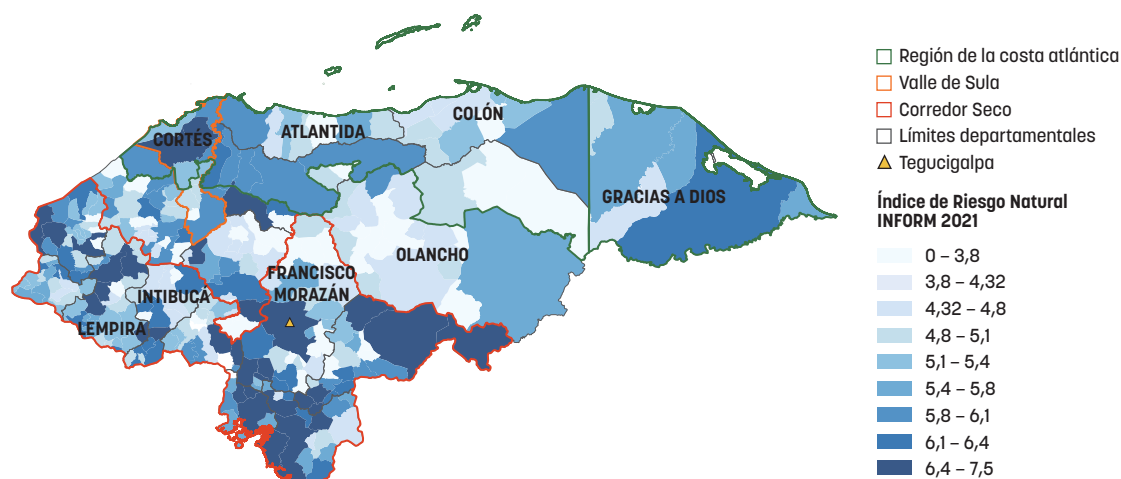 CORTÉS
ATLANTIDA
COLÓN
GRACIAS A DIOS
OLANCHO
FRANCISCO
MORAZÁN
INTIBUCÁ
LEMPIRA
Región de la costa atlántica
Valle de Sula
Corredor Seco
Límites departamentales
Tegucigalpa
Índice de Riesgo Natural
INFORM 2021
0 – 3,8
3,8 – 4,32
4,32 – 4,8
4,8 – 5,1
5,1 – 5,4
5,4 – 5,8
5,8 – 6,1
6,1 – 6,4
6,4 – 7,5